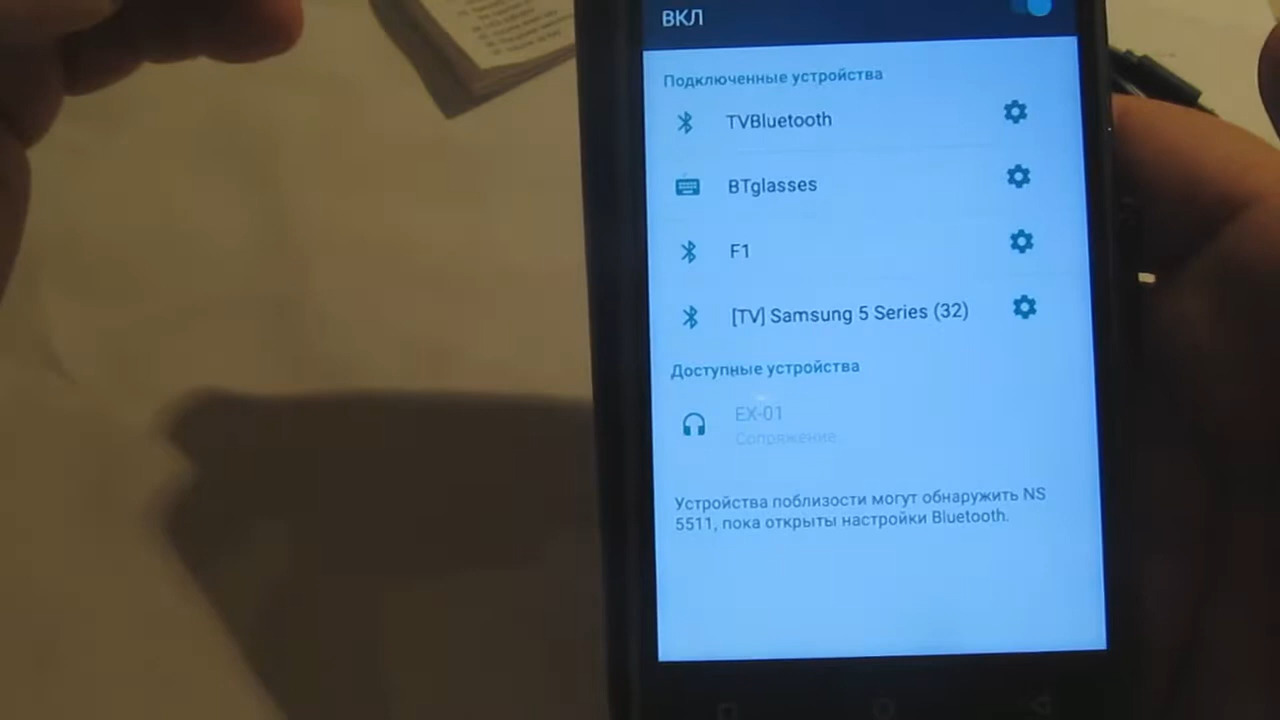 ВКЛ
Подключенные устройства
TVBluetooth
BTglasses
F1
[TV] Samsung 5 Series (32)
Доступные устройства
EX-01
Сопряжение
Устройства поблизости могут обнаружить NS
5511, пока открыты настройки Bluetooth.